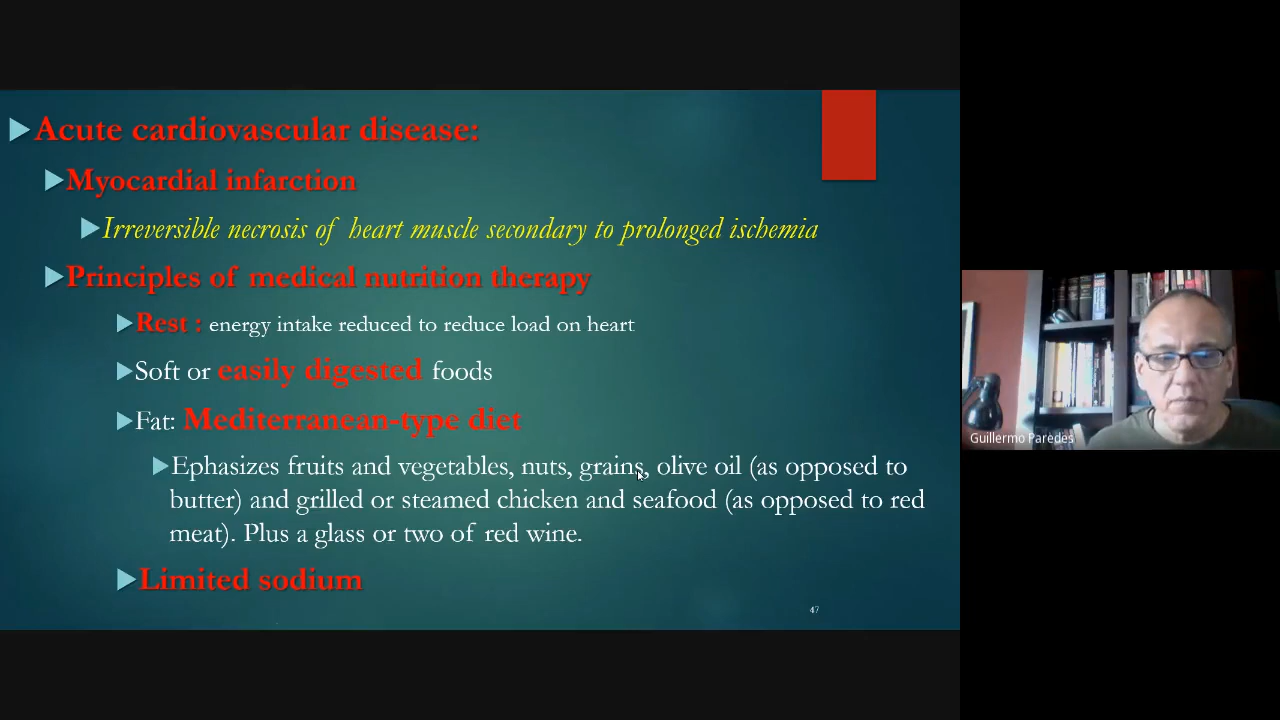 Acute cardiovascular disease:
Myocardial infarction
Irreversible necrosis of heart muscle secondary to prolonged ischemia
Principles of medical nutrition therapy
Rest : energy intake reduced to reduce load on heart
Soft or easily digested foods
Fat: Mediterranean-type diet
Ephasizes fruits and vegetables, nuts, grains, olive oil (as opposed to
butter) and grilled or steamed chicken and seafood (as opposed to red
meat). Plus a glass or two of red wine.
Limited sodium
47
Guillermo Paredes